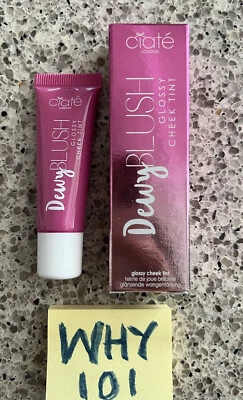 ciaté
LONDON
Dewy BLUSH
GLOSSY
CHEEK TINT
ciaté
LONDON
Dewy BLUSH
GLOSSY
CHEEK TINT
glossy cheek tint
teinte de joue brillante
glänzende wangentönung
WHY
101